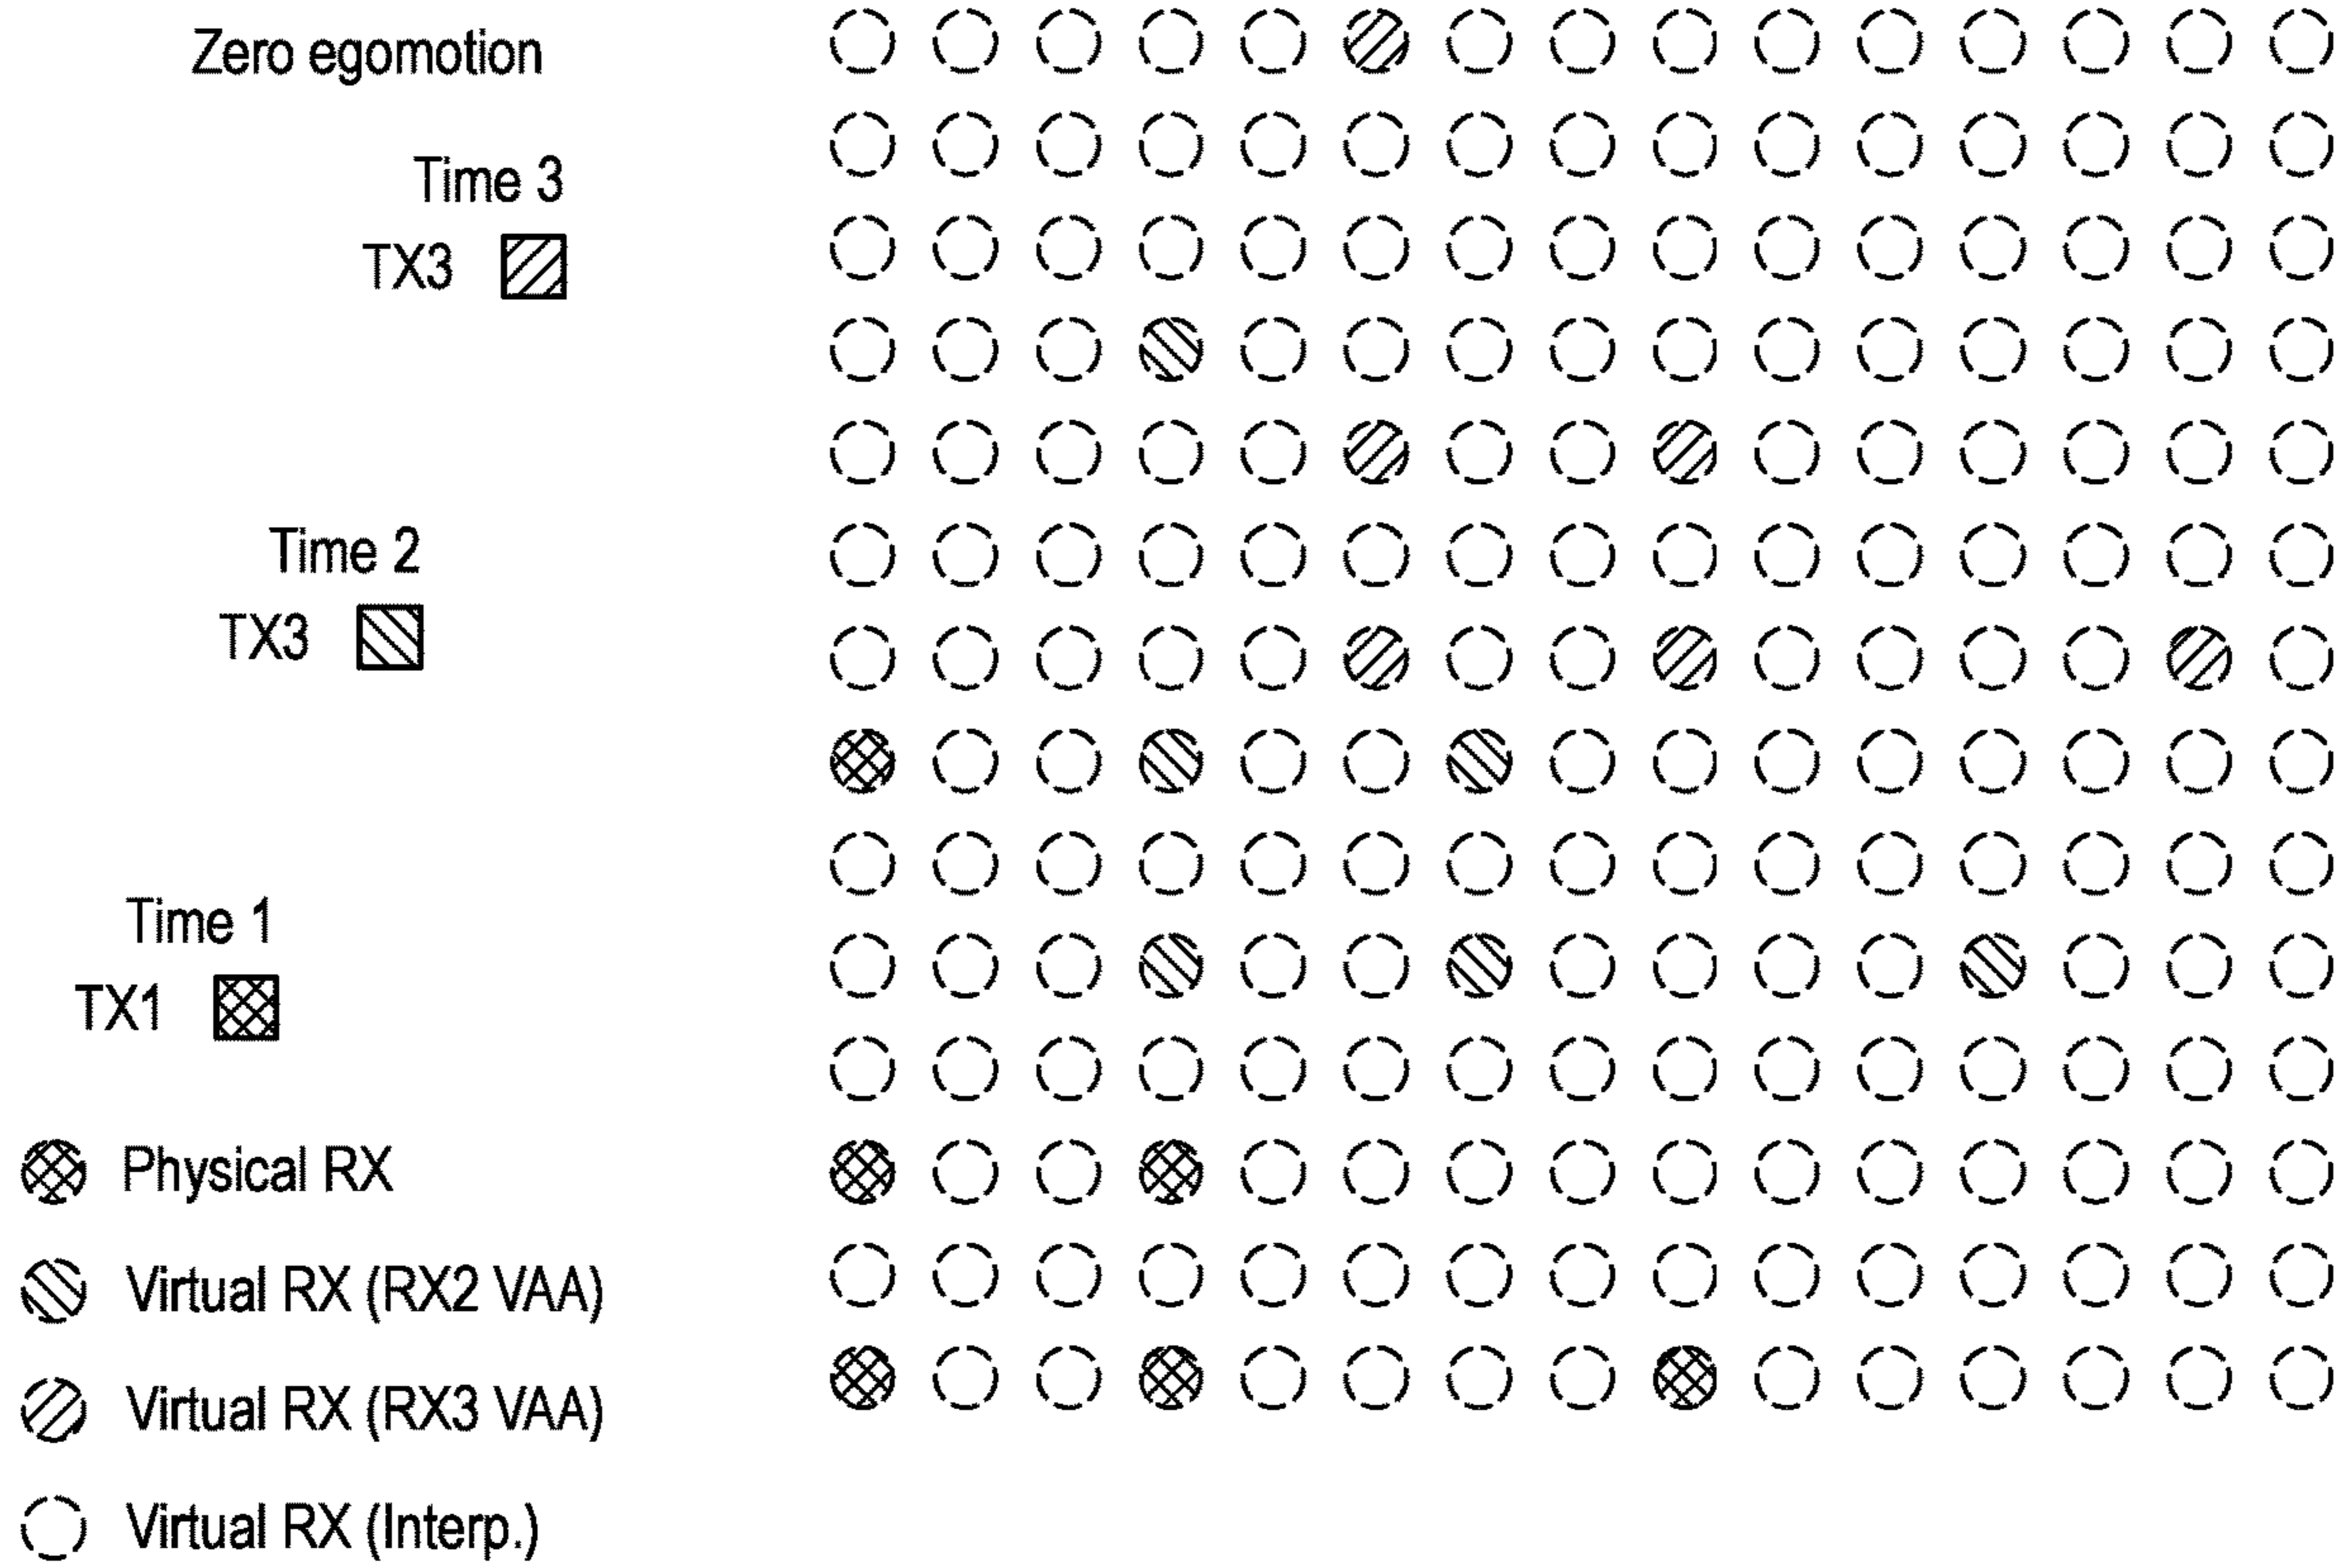 Zero egomotion
Time 3
TX3
Time 2
TX3
Time 1
TX1
Physical RX
Virtual RX (RX2 VAA)
Virtual RX (RX3 VAA)
Virtual RX (Interp.)